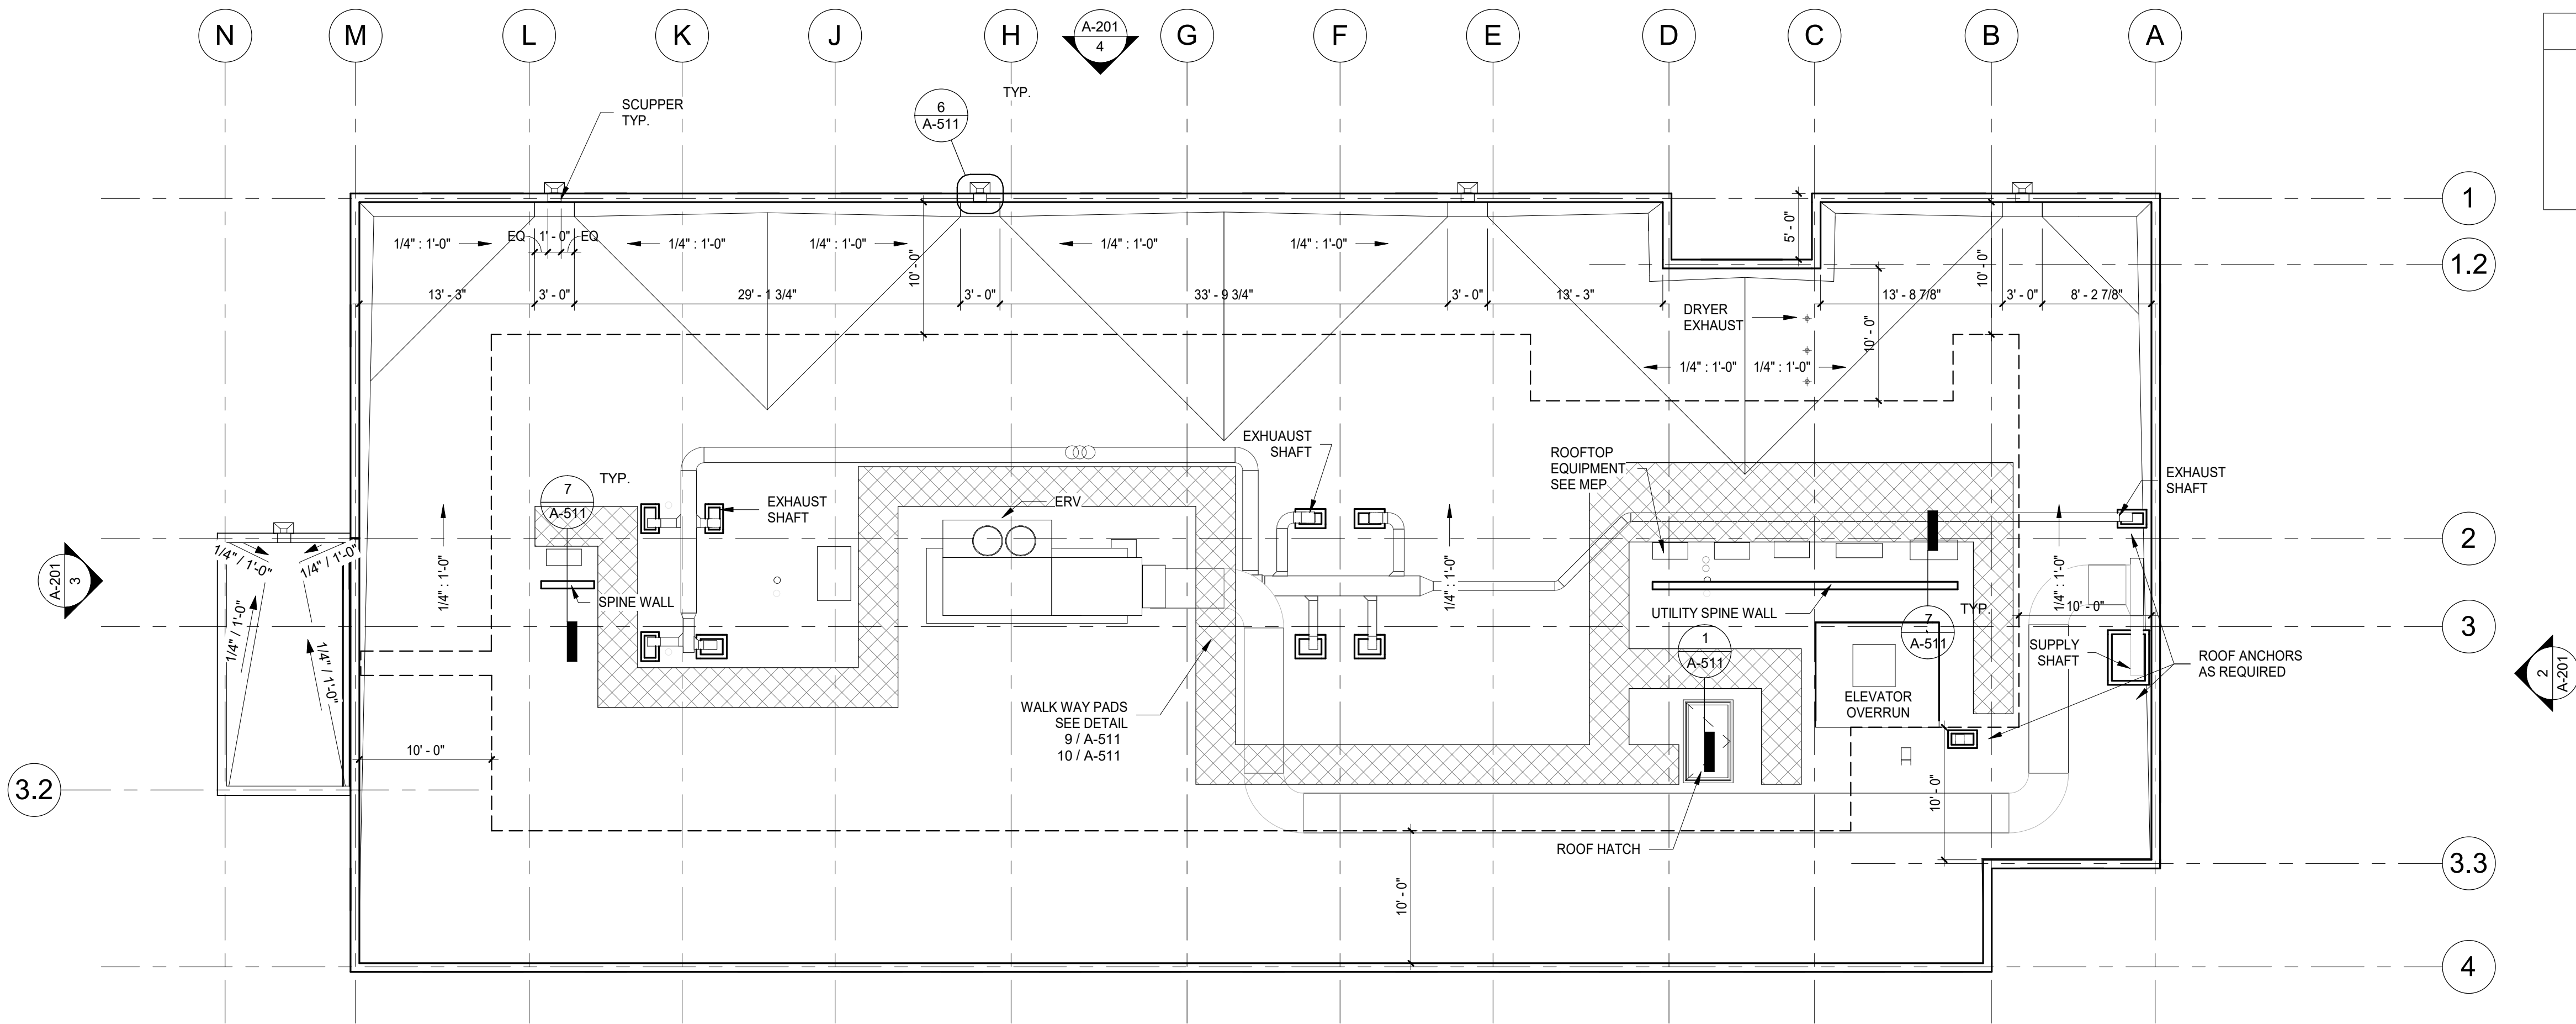 N
M
L
K
J
H
A-201
4
G
F
E
D
C
B
A
TYP.
SCUPPER
TYP.
6
A-511
1
1.2
2
3
3.3
4
3.2
1/4" : 1'-0"
EQ
1' - 0"
EQ
1/4" : 1'-0"
1/4" : 1'-0"
1/4" : 1'-0"
1/4" : 1'-0"
10' - 0"
5' - 0"
10' - 0"
13' - 3"
3' - 0"
29' - 1 3/4"
3' - 0"
33' - 9 3/4"
3' - 0"
13' - 3"
13' - 8 7/8"
3' - 0"
8' - 2 7/8"
DRYER
EXHAUST
10' - 0"
1/4" : 1'-0"
1/4" : 1'-0"
EXHUAUST
SHAFT
ROOFTOP
EQUIPMENT
SEE MEP
EXHAUST
SHAFT
TYP.
7
A-511
EXHAUST
SHAFT
ERV
1/4" / 1'-0"
1/4" / 1'-0"
1/4" / 1'-0"
1/4" / 1'-0"
A-201
3
1/4" : 1'-0"
SPINE WALL
1/4" : 1'-0"
UTILITY SPINE WALL
1/4" : 1'-0"
TYP.
7
A-511
10' - 0"
1
A-511
SUPPLY
SHAFT
ROOF ANCHORS
AS REQUIRED
2
A-201
ELEVATOR
OVERRUN
WALK WAY PADS
SEE DETAIL
9 / A-511
10 / A-511
10' - 0"
10' - 0"
ROOF HATCH
10' - 0"